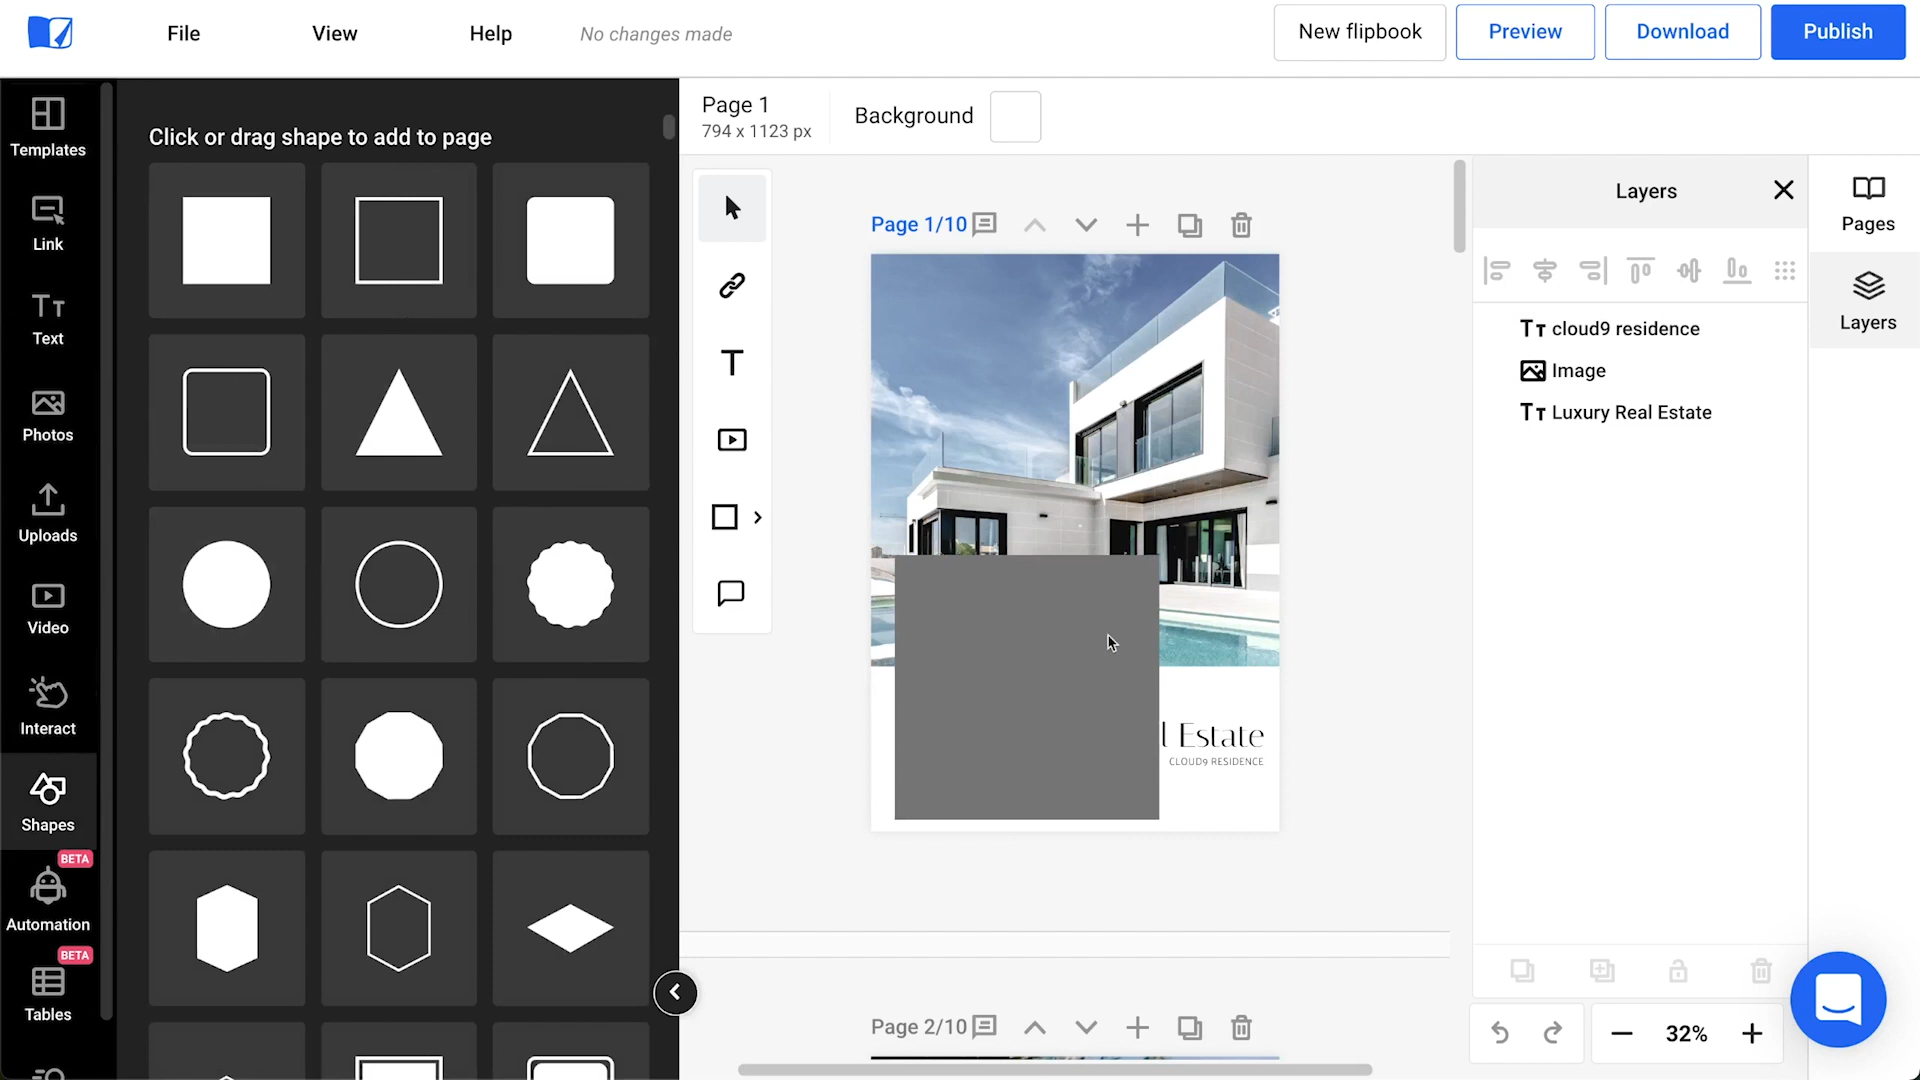 File
View
Help
No changes made
New flipbook
Preview
Download
Publish
Templates
Link
Text
Photos
Uploads
Video
Interact
Shapes
BETA
Automation
BETA
Tables
Click or drag shape to add to page
Page 1
794 x 1123 px
Background
Page 1/10
l Estate
CLOUD9 RESIDENCE
Page 2/10
Layers
cloud9 residence
Image
Luxury Real Estate
Pages
Layers
32%